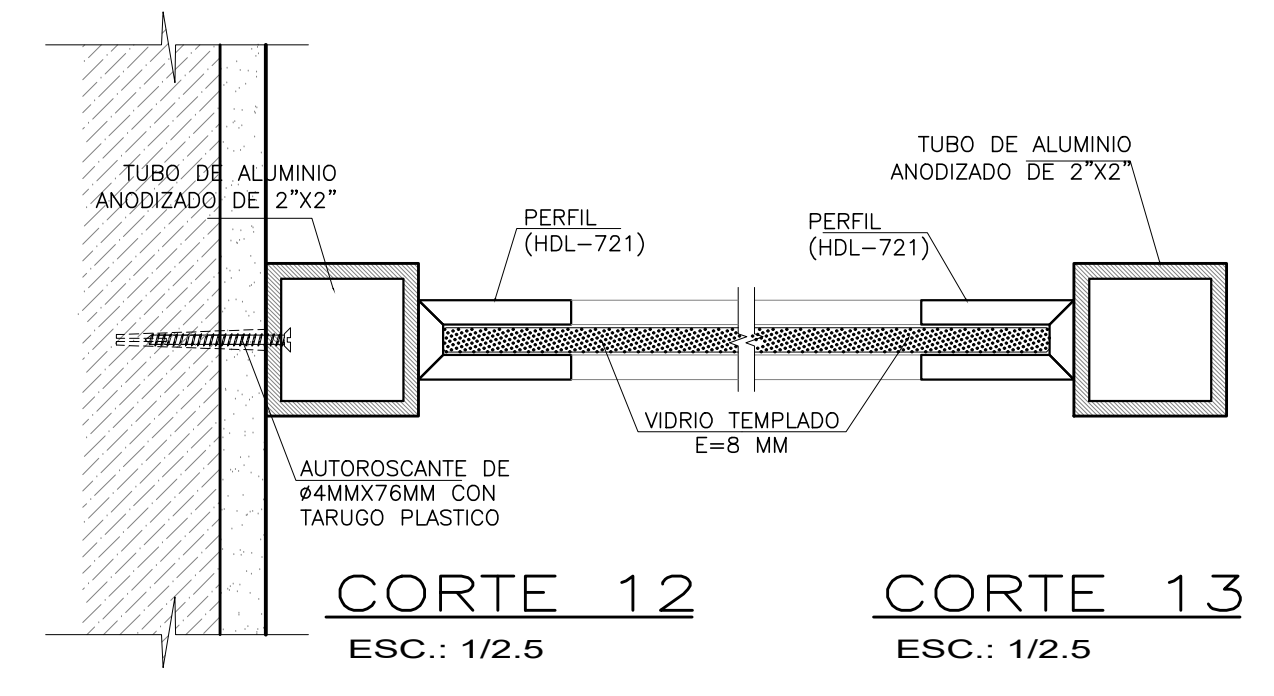 TUBO DE ALUMINIO
ANODIZADO DE 2"X2"
PERFIL
(HDL-721)
PERFIL
(HDL-721)
TUBO DE ALUMINIO
ANODIZADO DE 2"X2"
VIDRIO TEMPLADO
E=8 MM
AUTOROSCANTE DE
ø4MMX76MM CON
TARUGO PLASTICO
CORTE 12
ESC.: 1/2.5
CORTE 13
ESC.: 1/2.5